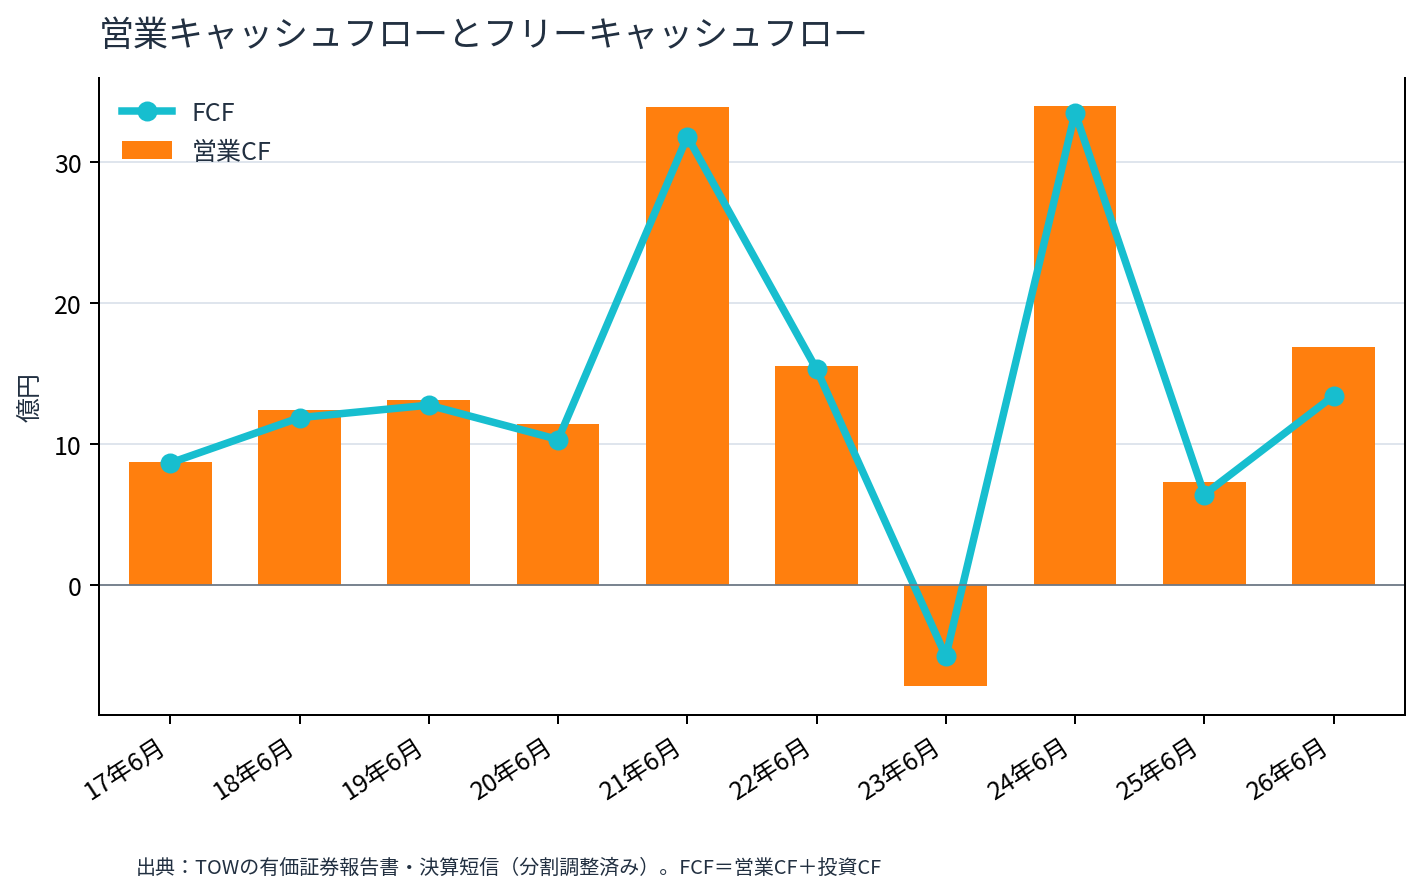 営業キャッシュフローとフリーキャッシュフロー
FCF
営業CF
30
20
10
0
億円
17年6月
18年6月
19年6月
20年6月
21年6月
22年6月
23年6月
24年6月
25年6月
26年6月
出典：TOWの有価証券報告書・決算短信（分割調整済み）。FCF＝営業CF＋投資CF